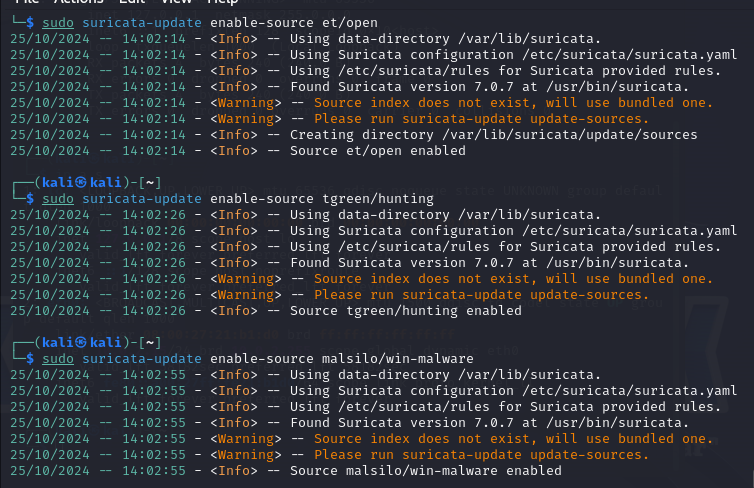 File Actions Edit View Help
└─$ sudo suricata-update enable-source et/open
25/10/2024 -- 14:02:14 - <Info> -- Using data-directory /var/lib/suricata.
25/10/2024 -- 14:02:14 - <Info> -- Using Suricata configuration /etc/suricata/suricata.yaml
25/10/2024 -- 14:02:14 - <Info> -- Using /etc/suricata/rules for Suricata provided rules.
25/10/2024 -- 14:02:14 - <Info> -- Found Suricata version 7.0.7 at /usr/bin/suricata.
25/10/2024 -- 14:02:14 - <Warning> -- Source index does not exist, will use bundled one.
25/10/2024 -- 14:02:14 - <Warning> -- Please run suricata-update update-sources.
25/10/2024 -- 14:02:14 - <Info> -- Creating directory /var/lib/suricata/update/sources
25/10/2024 -- 14:02:14 - <Info> -- Source et/open enabled
┌──(kali㉿kali)-[~]
└─$ sudo suricata-update enable-source tgreen/hunting
25/10/2024 -- 14:02:26 - <Info> -- Using data-directory /var/lib/suricata.
25/10/2024 -- 14:02:26 - <Info> -- Using Suricata configuration /etc/suricata/suricata.yaml
25/10/2024 -- 14:02:26 - <Info> -- Using /etc/suricata/rules for Suricata provided rules.
25/10/2024 -- 14:02:26 - <Info> -- Found Suricata version 7.0.7 at /usr/bin/suricata.
25/10/2024 -- 14:02:26 - <Warning> -- Source index does not exist, will use bundled one.
25/10/2024 -- 14:02:26 - <Warning> -- Please run suricata-update update-sources.
25/10/2024 -- 14:02:26 - <Info> -- Source tgreen/hunting enabled
┌──(kali㉿kali)-[~]
└─$ sudo suricata-update enable-source malsilo/win-malware
25/10/2024 -- 14:02:55 - <Info> -- Using data-directory /var/lib/suricata.
25/10/2024 -- 14:02:55 - <Info> -- Using Suricata configuration /etc/suricata/suricata.yaml
25/10/2024 -- 14:02:55 - <Info> -- Using /etc/suricata/rules for Suricata provided rules.
25/10/2024 -- 14:02:55 - <Info> -- Found Suricata version 7.0.7 at /usr/bin/suricata.
25/10/2024 -- 14:02:55 - <Warning> -- Source index does not exist, will use bundled one.
25/10/2024 -- 14:02:55 - <Warning> -- Please run suricata-update update-sources.
25/10/2024 -- 14:02:55 - <Info> -- Source malsilo/win-malware enabled